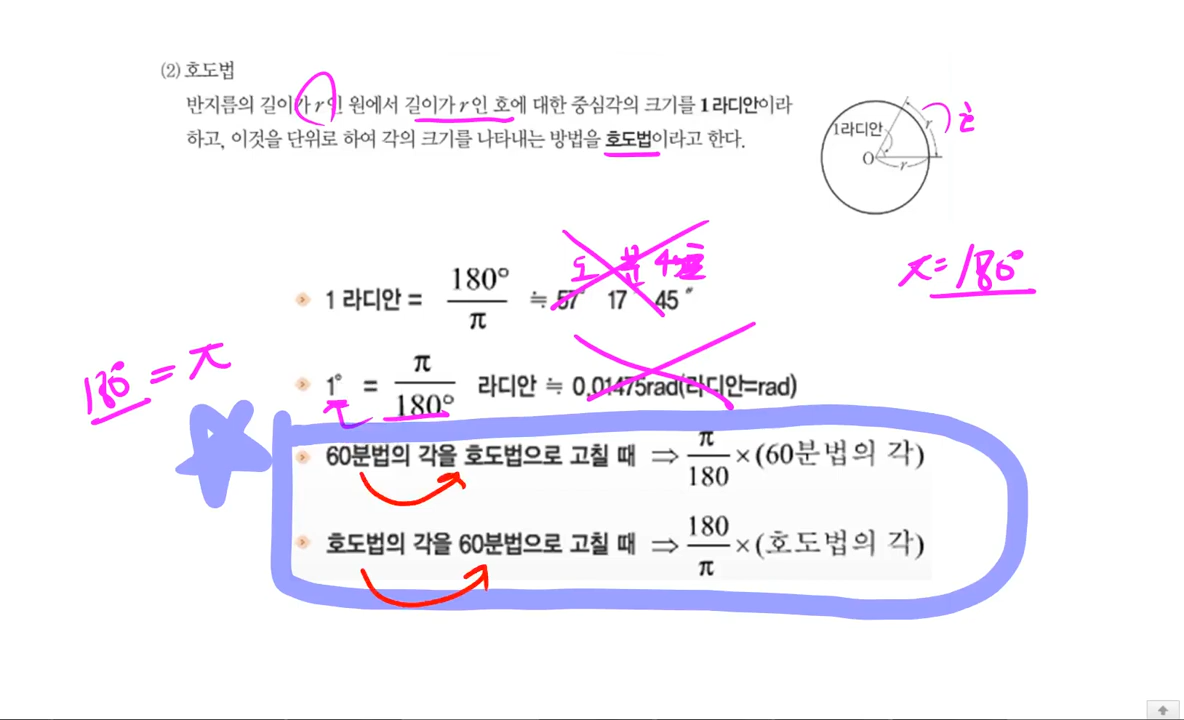 (2) 호도법
반지름의 길이가 r인 원에서 길이가 r인 호에 대한 중심각의 크기를 1라디안이라
하고, 이것을 단위로 하여 각의 크기를 나타내는 방법을 호도법이라고 한다.
1라디안
r
호
O
r
π=180°
도 분 초
1 라디안 = 180°/π ≒ 57° 17′ 45″
180° = π
1° = π/180° 라디안 ≒ 0.01475rad(라디안=rad)
60분법의 각을 호도법으로 고칠 때 ⇒ π/180 ×(60분법의 각)
호도법의 각을 60분법으로 고칠 때 ⇒ 180/π ×(호도법의 각)